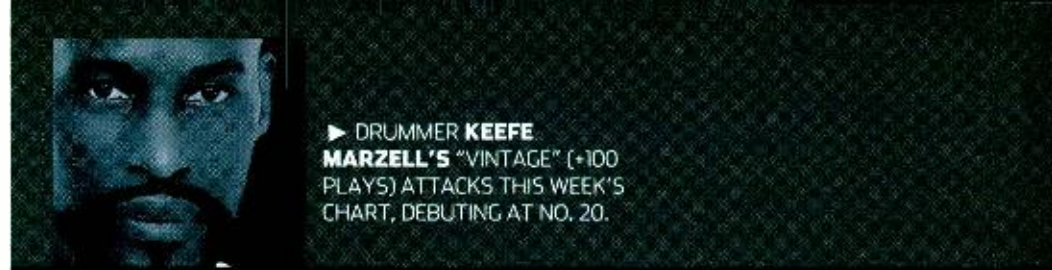 ▶ DRUMMER KEEFE
MARZELL'S "VINTAGE" (+100
PLAYS) ATTACKS THIS WEEK'S
CHART, DEBUTING AT NO. 20.